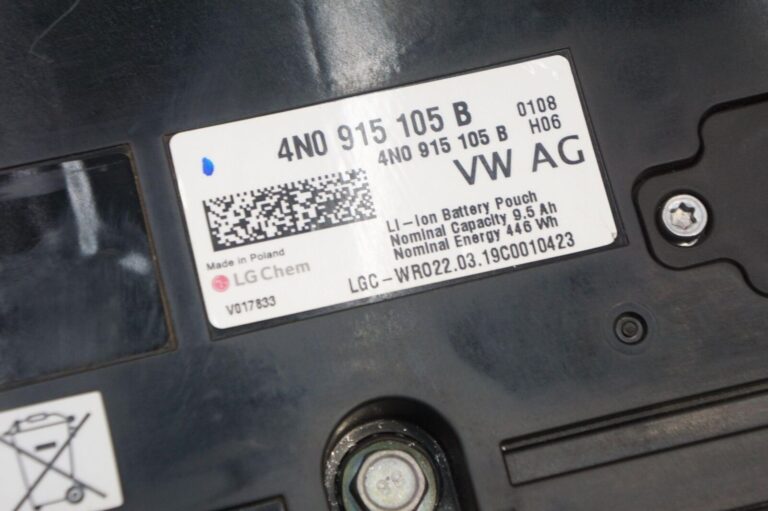 4N0 915 105 B 0108
4N0 915 105 B H06
VW AG
Li-Ion Battery Pouch
Nominal Capacity 9.5 Ah
Nominal Energy 446 Wh
Made in Poland
LG Chem
LGC-WRO22.03.19C0010423
V017833